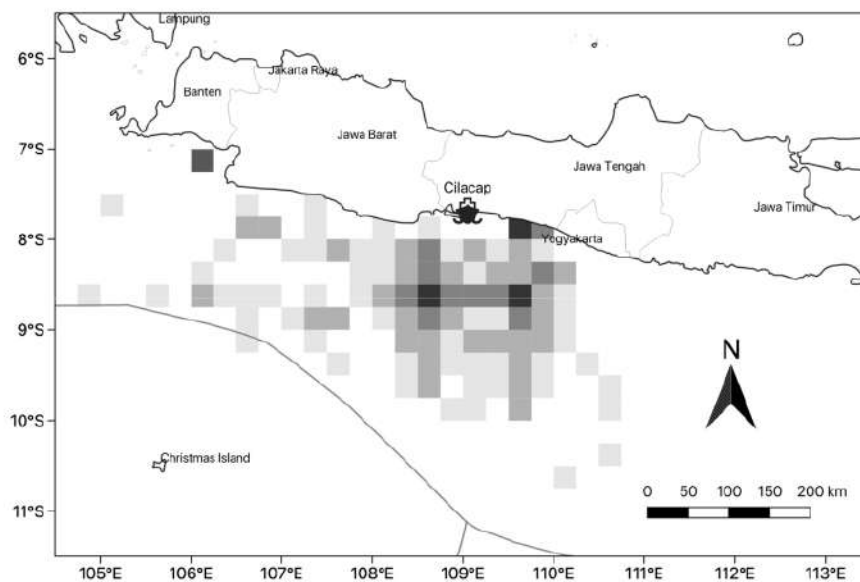 Lampung
6°S
Jakarta Raya
Banten
7°S
Jawa Barat
Jawa Tengah
Cilacap
Jawa Timur
8°S
Yogyakarta
9°S
N
10°S
Christmas Island
0 50 100 150 200 km
11°S
105°E 106°E 107°E 108°E 109°E 110°E 111°E 112°E 113°E